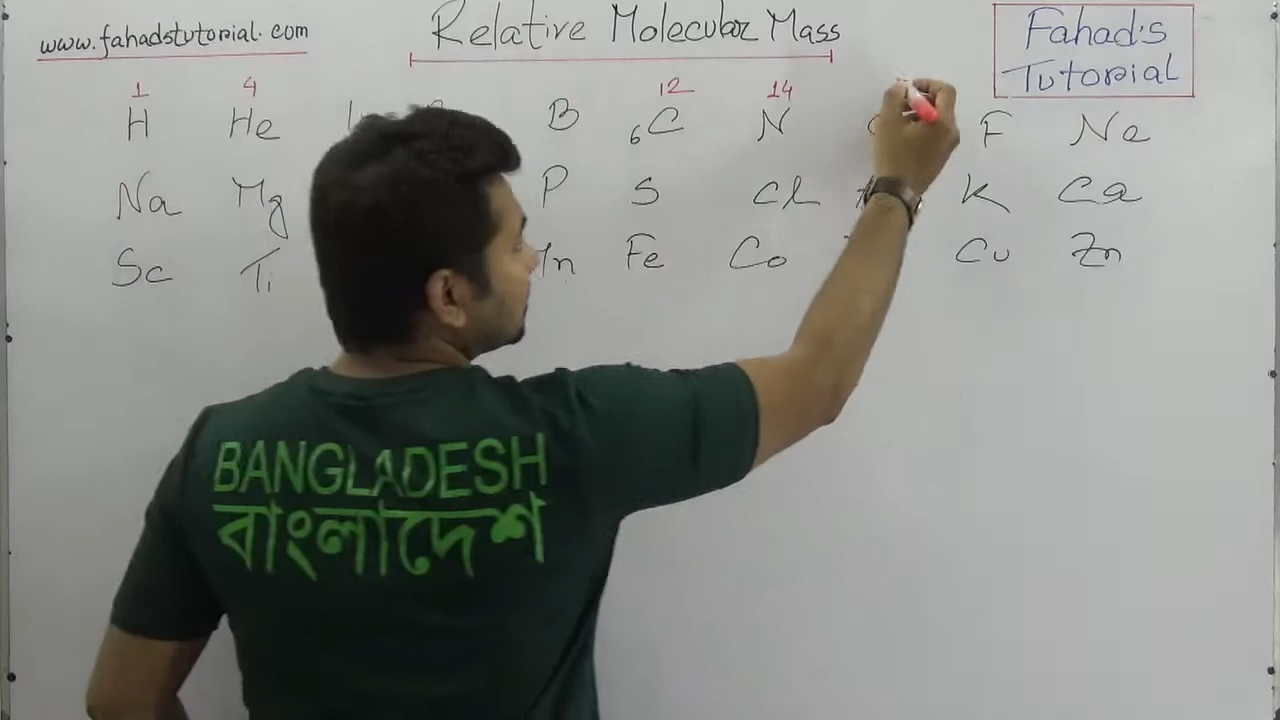 www.fahadstutorial.com
Relative Molecular Mass
Fahad's
Tutorial
1 4 12 14
H He B 6C N F Ne
Na Mg P S Cl K Ca
Sc Ti Fe Co Cu Zn
BANGLADESH
বাংলাদেশ